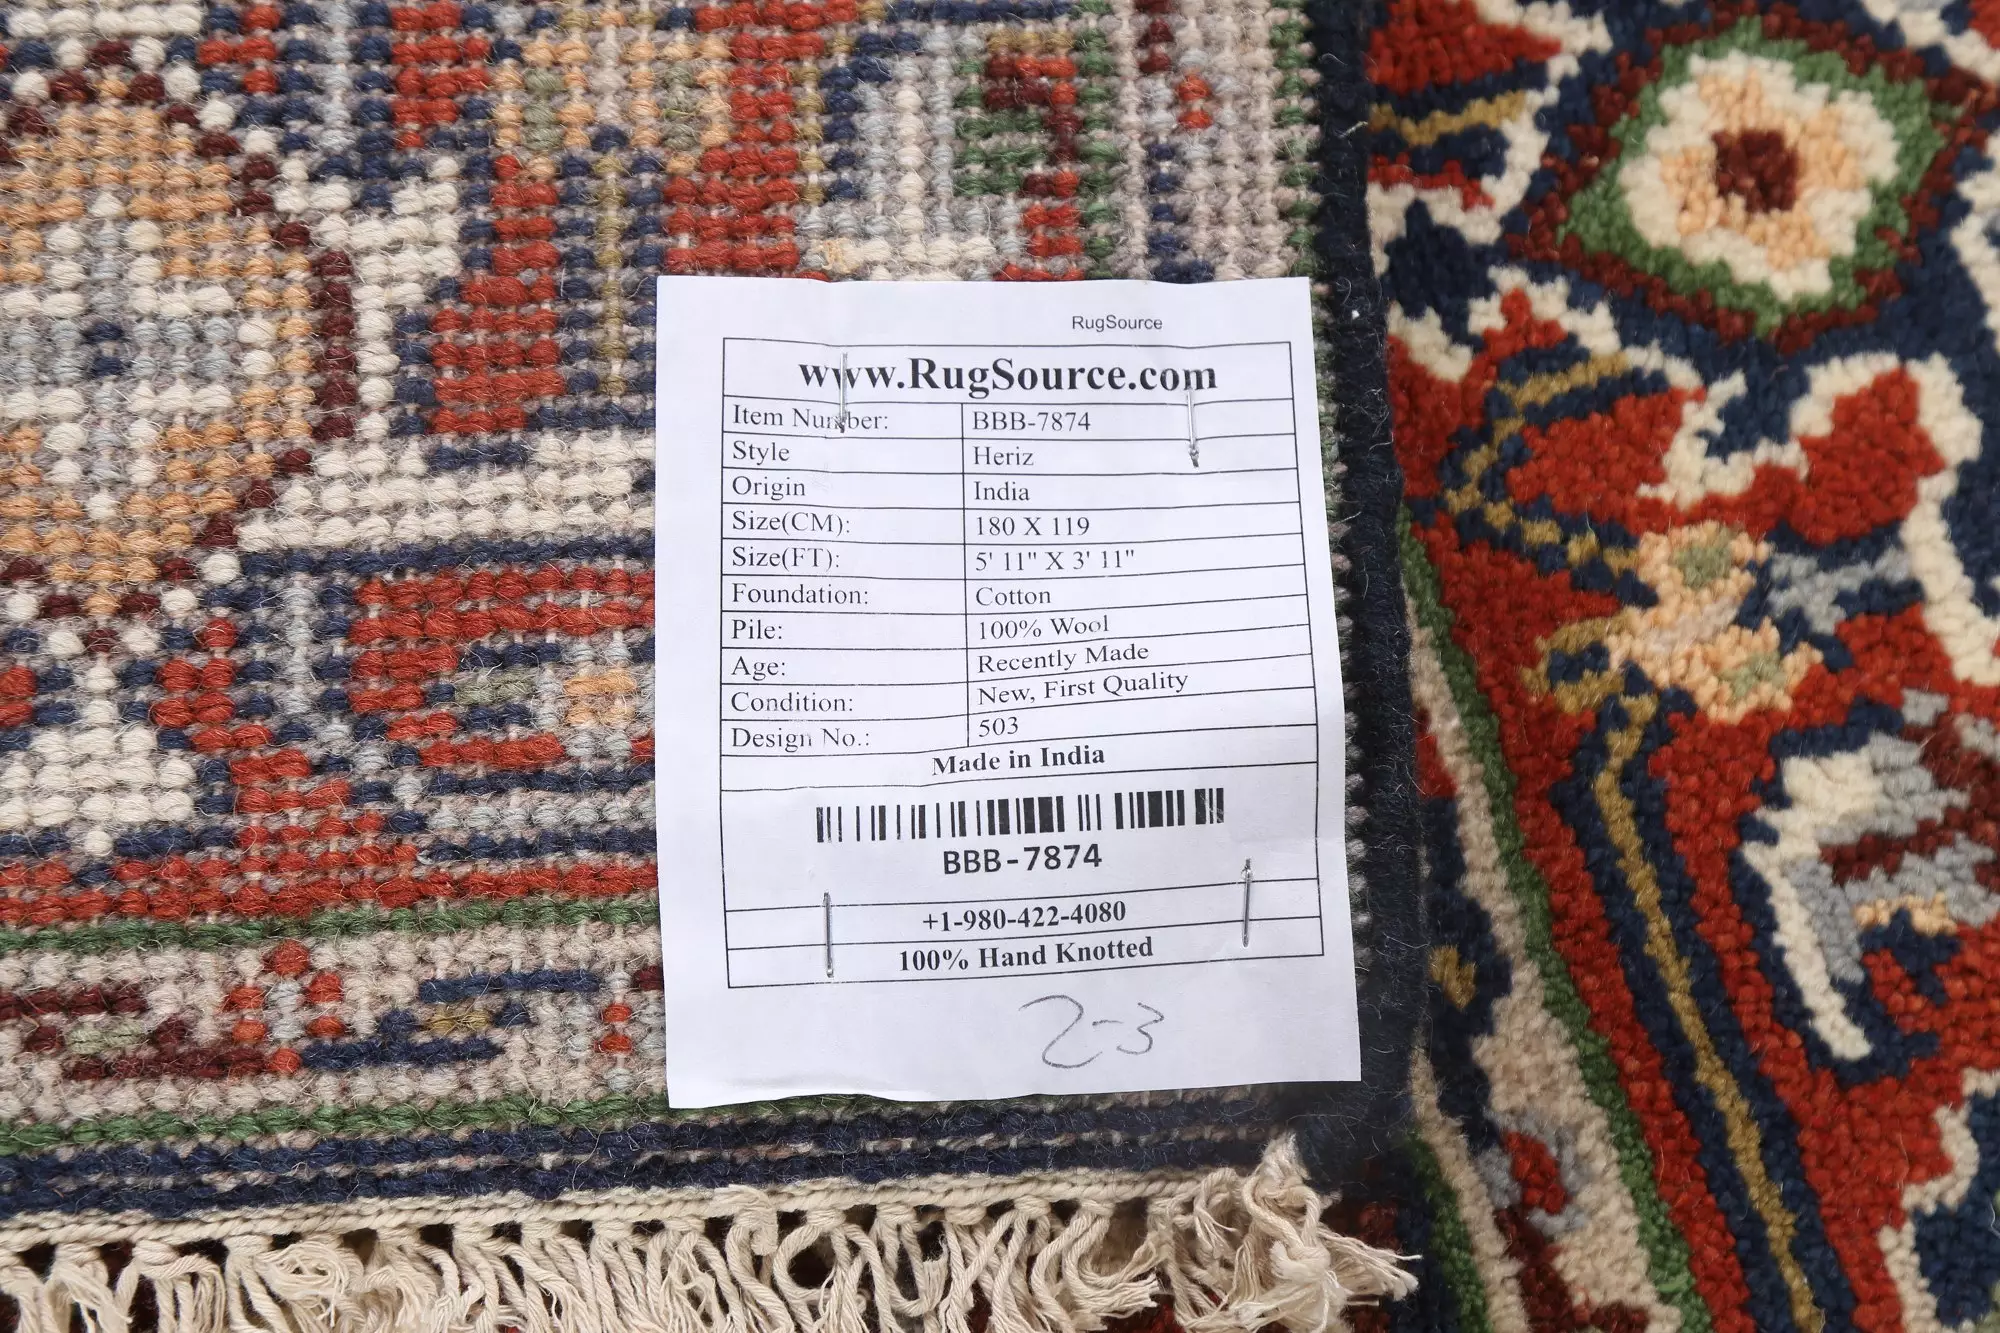 RugSource
www.RugSource.com
Item Number: BBB-7874
Style Heriz
Origin India
Size(CM): 180 X 119
Size(FT): 5' 11" X 3' 11"
Foundation: Cotton
Pile: 100% Wool
Age: Recently Made
Condition: New, First Quality
Design No.: 503
Made in India
BBB-7874
+1-980-422-4080
100% Hand Knotted
2-3